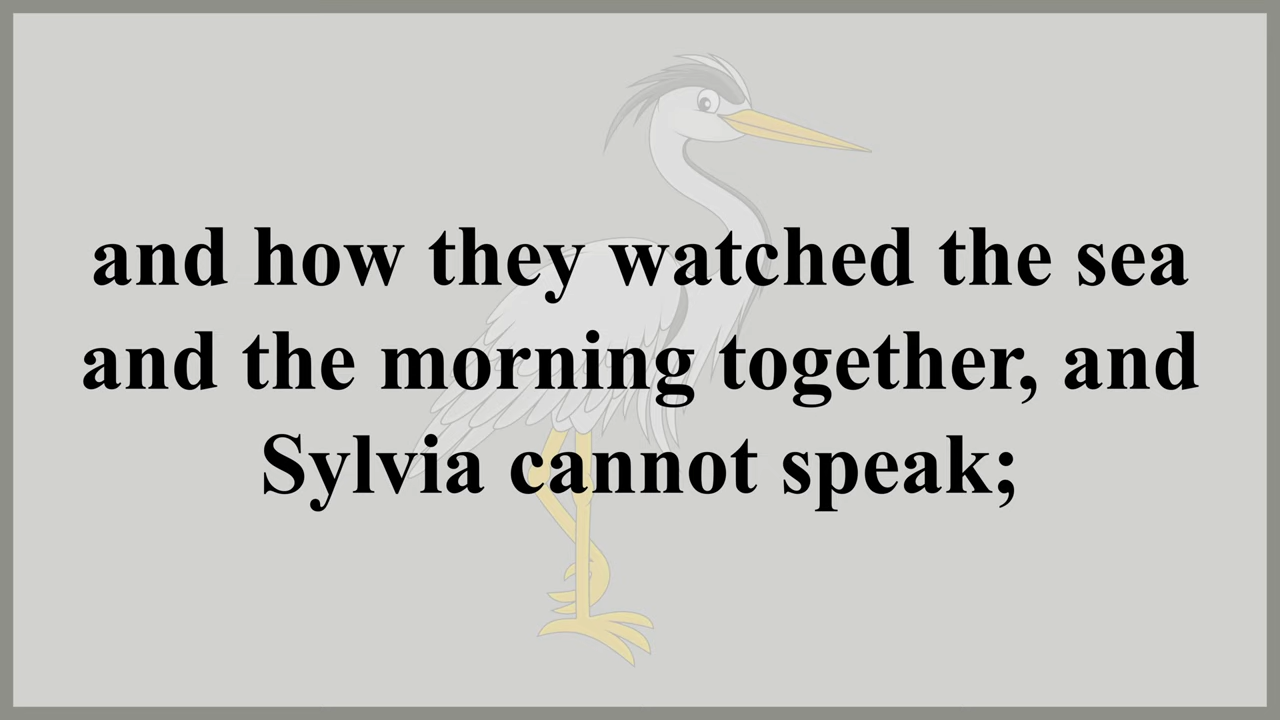 and how they watched the sea
and the morning together, and
Sylvia cannot speak;